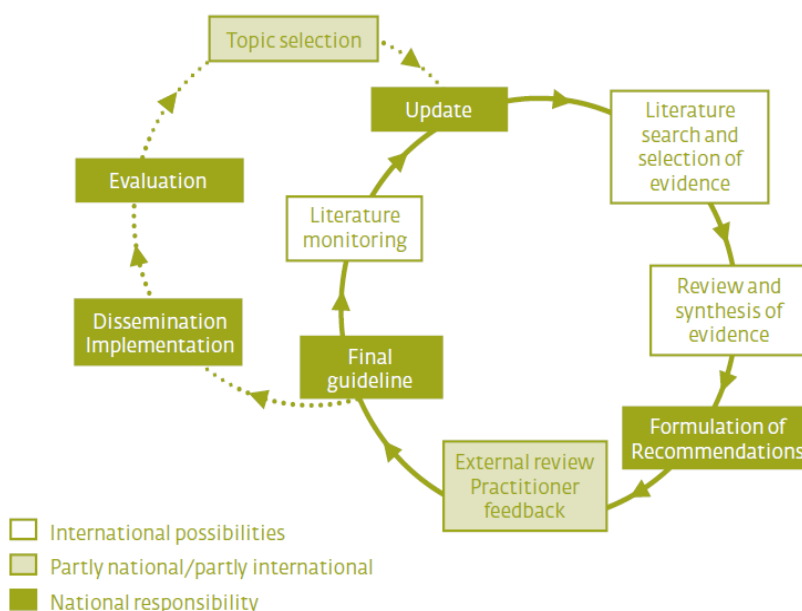 Topic selection
Update
Literature
search and
selection of
evidence
Evaluation
Literature
monitoring
Review and
synthesis of
evidence
Dissemination
Implementation
Final
guideline
Formulation of
Recommendations
External review
Practitioner
feedback
International possibilities
Partly national/partly international
National responsibility